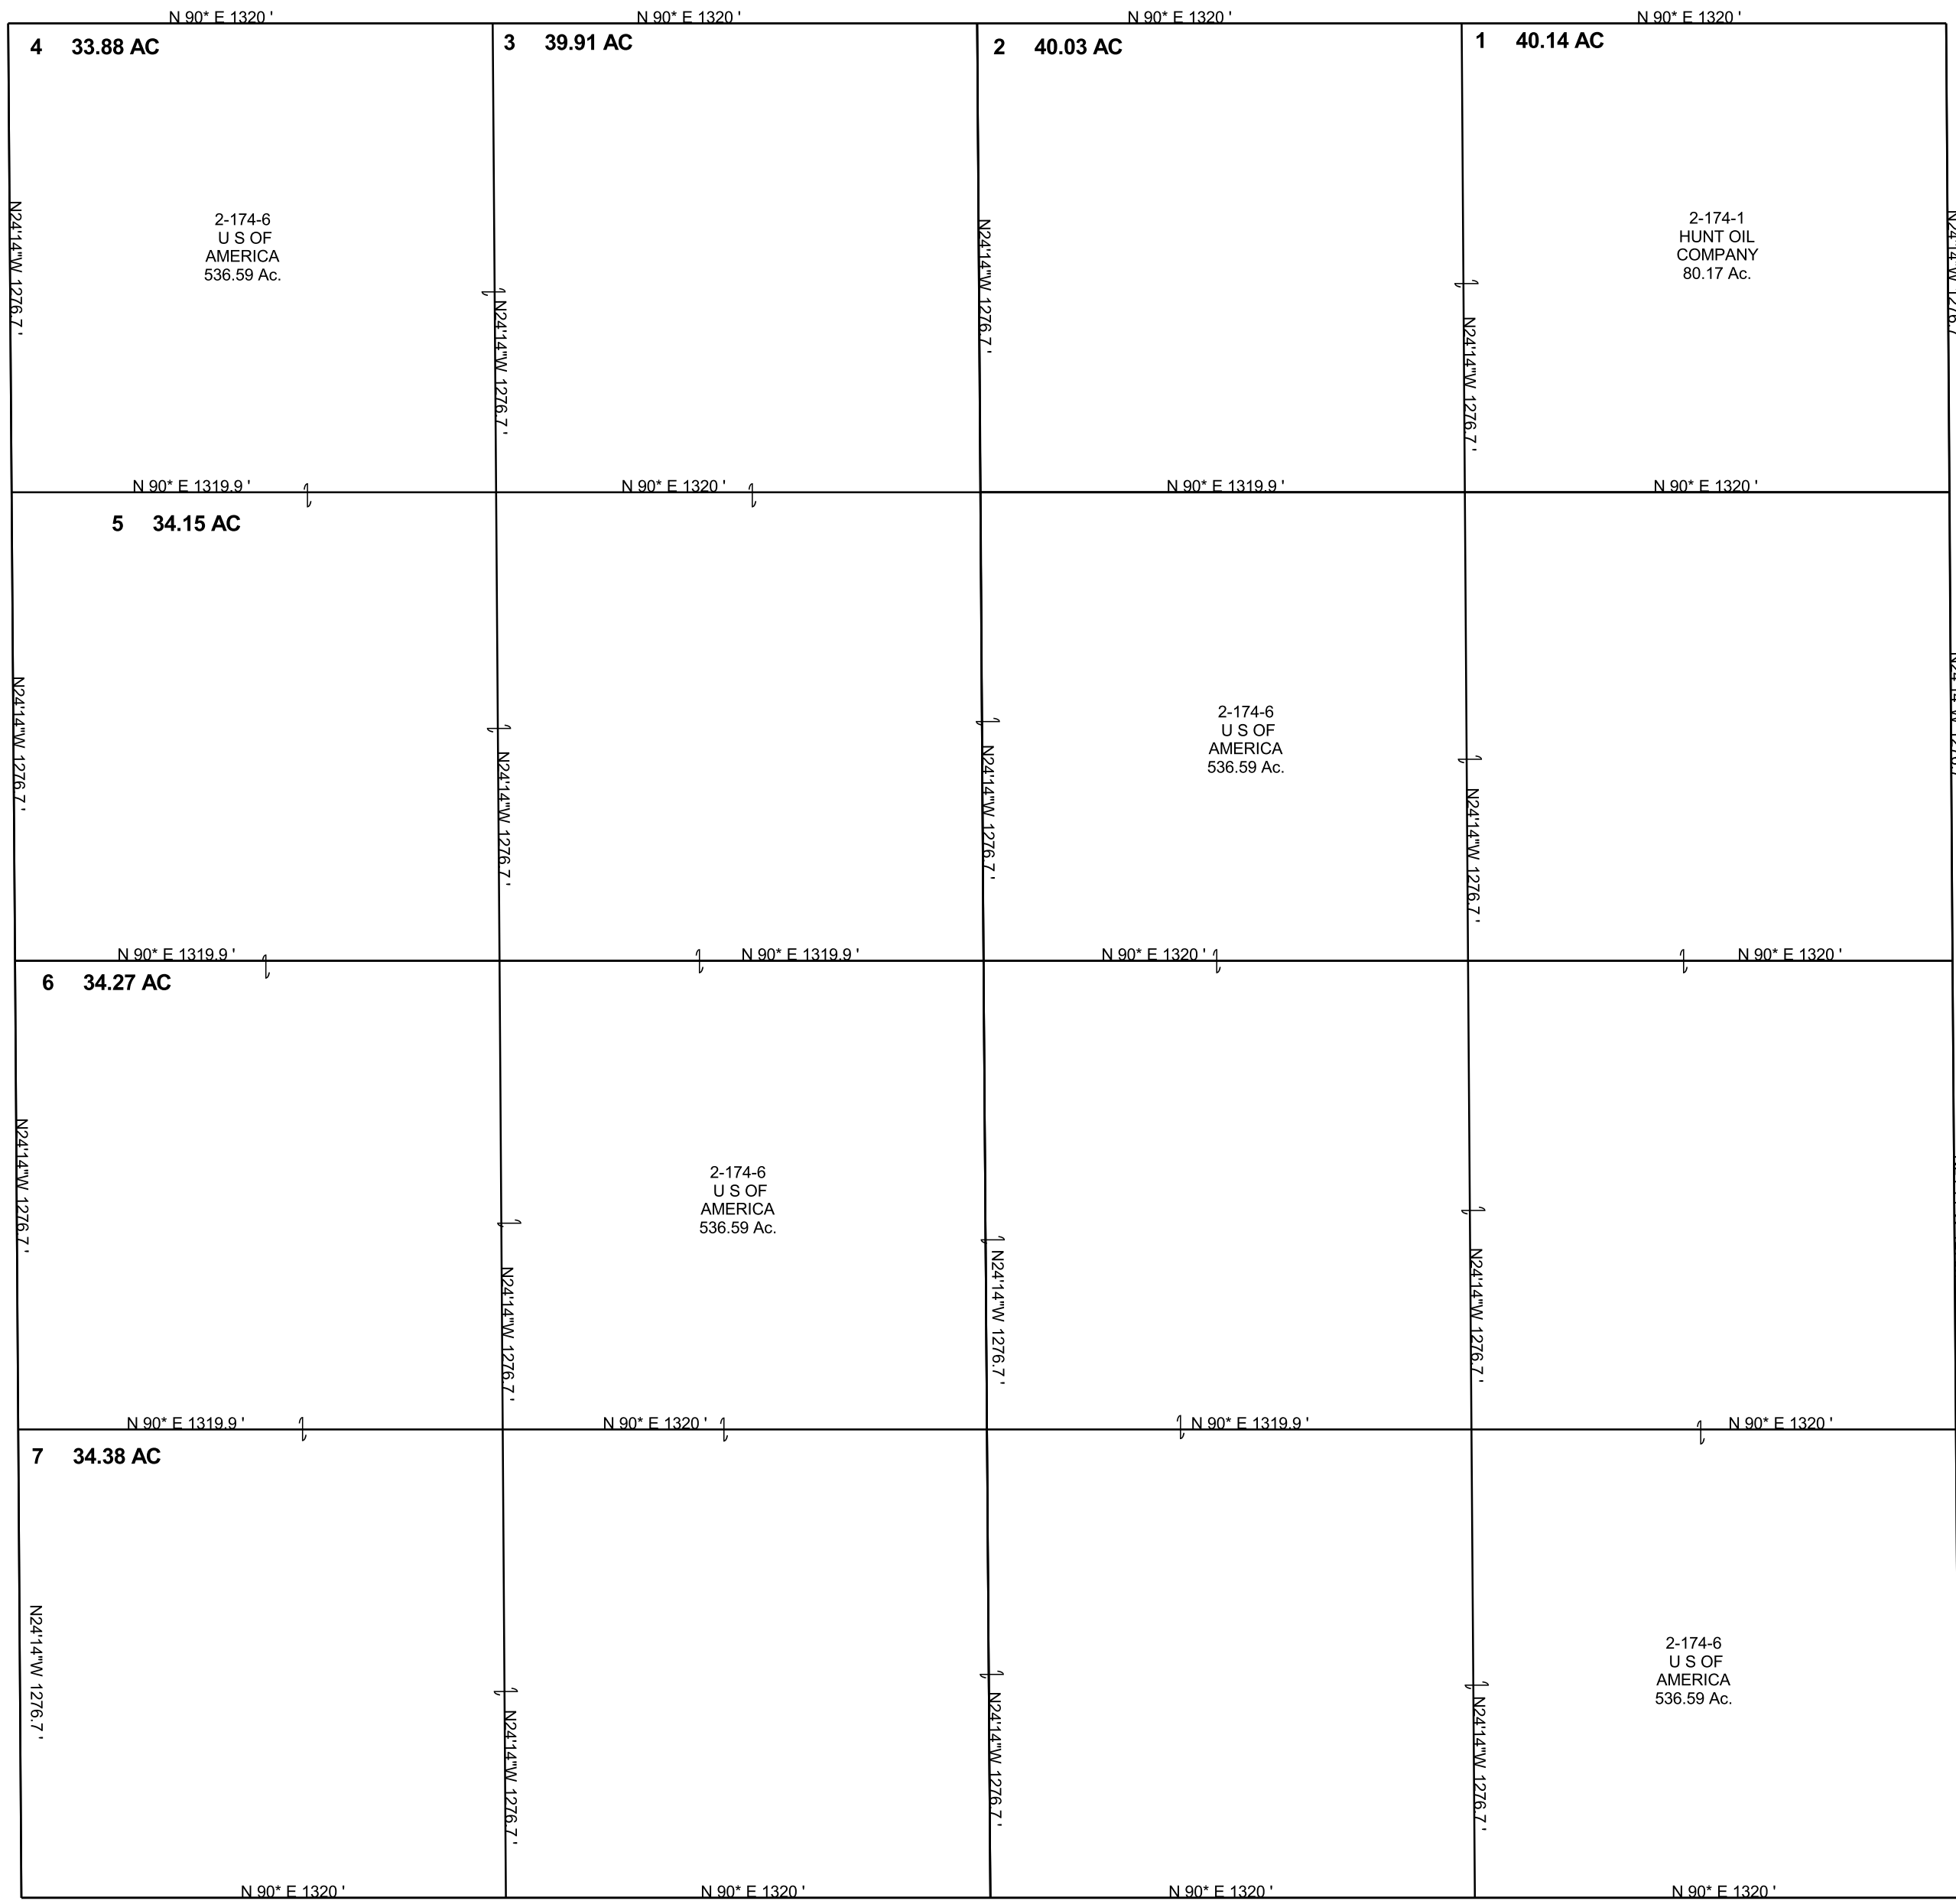 N 90* E 1320 '
N 90* E 1320 '
N 90* E 1320 '
N 90* E 1320 '
4 33.88 AC
3 39.91 AC
2 40.03 AC
1 40.14 AC
N24'14"W 1276.7 '
2-174-6
U S OF
AMERICA
536.59 Ac.
N24'14"W 1276.7 '
N24'14"W 1276.7 '
N24'14"W 1276.7 '
2-174-1
HUNT OIL
COMPANY
80.17 Ac.
N24'14"W 1276.7
N 90* E 1319.9 '
N 90* E 1320 '
N 90* E 1319.9 '
N 90* E 1320 '
5 34.15 AC
N24'14"W 1276.7 '
N24'14"W 1276.7 '
N24'14"W 1276.7 '
2-174-6
U S OF
AMERICA
536.59 Ac.
N24'14"W 1276.7 '
N 90* E 1319.9 '
N 90* E 1319.9 '
N 90* E 1320 '
N 90* E 1320 '
6 34.27 AC
N24'14"W 1276.7 '
N24'14"W 1276.7 '
2-174-6
U S OF
AMERICA
536.59 Ac.
N24'14"W 1276.7 '
N24'14"W 1276.7 '
N 90* E 1319.9 '
N 90* E 1320 '
N 90* E 1319.9 '
N 90* E 1320 '
7 34.38 AC
N24'14"W 1276.7 '
N24'14"W 1276.7 '
N24'14"W 1276.7 '
N24'14"W 1276.7 '
2-174-6
U S OF
AMERICA
536.59 Ac.
N 90* E 1320 '
N 90* E 1320 '
N 90* E 1320 '
N 90* E 1320 '